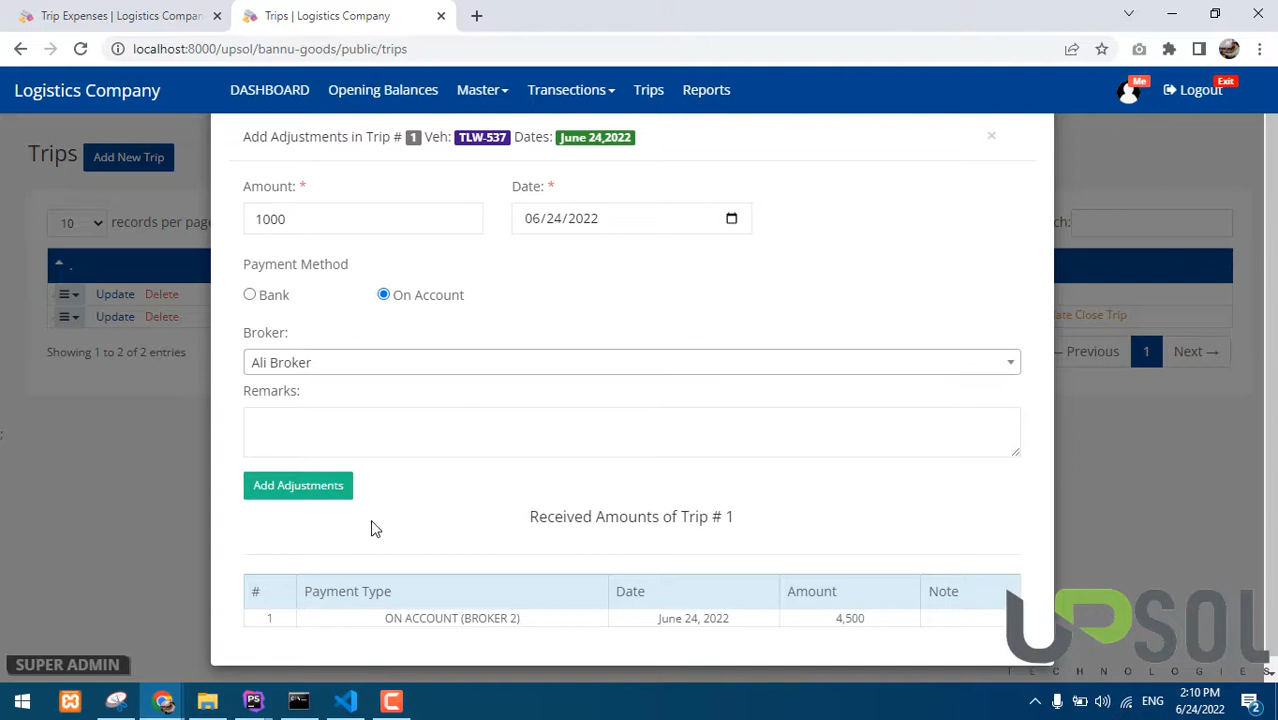 Trip Expenses | Logistics Compan
Trips | Logistics Company
localhost:8000/upsol/bannu-goods/public/trips
Logistics Company
DASHBOARD
Opening Balances
Master
Transactions
Trips
Reports
Me
Logout
Exit
Trips
Add New Trip
Add Adjustments in Trip # 1 Veh: TLW-537 Dates: June 24,2022
×
10 records per page
ch:
Amount: *
Date: *
1000
06/24/2022
Payment Method
Bank
On Account
.
Update Delete
Update Delete
ate Close Trip
Showing 1 to 2 of 2 entries
← Previous
1
Next →
Broker:
Ali Broker
Remarks:
;
Add Adjustments
Received Amounts of Trip # 1
# Payment Type Date Amount Note
1 ON ACCOUNT (BROKER 2) June 24, 2022 4,500
UPSOL
TECHNOLOGIES
SUPER ADMIN
PS
ENG
2:10 PM
6/24/2022
2